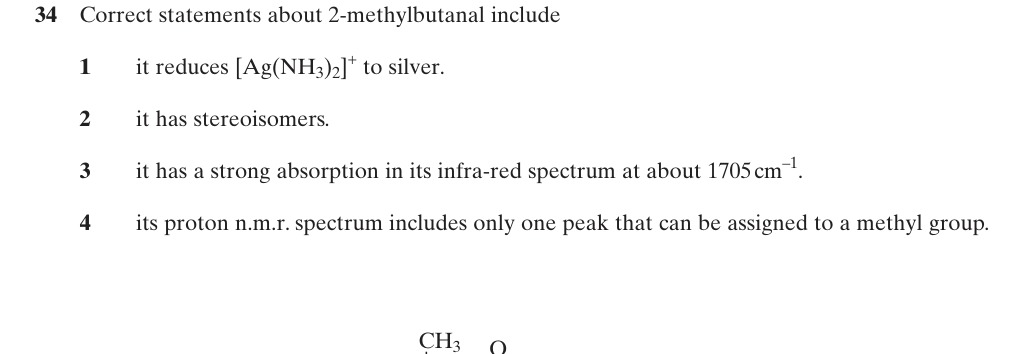 34 Correct statements about 2-methylbutanal include
1 it reduces [Ag(NH₃)₂]⁺ to silver.
2 it has stereoisomers.
3 it has a strong absorption in its infra-red spectrum at about 1705 cm⁻¹.
4 its proton n.m.r. spectrum includes only one peak that can be assigned to a methyl group.
CH₃ O